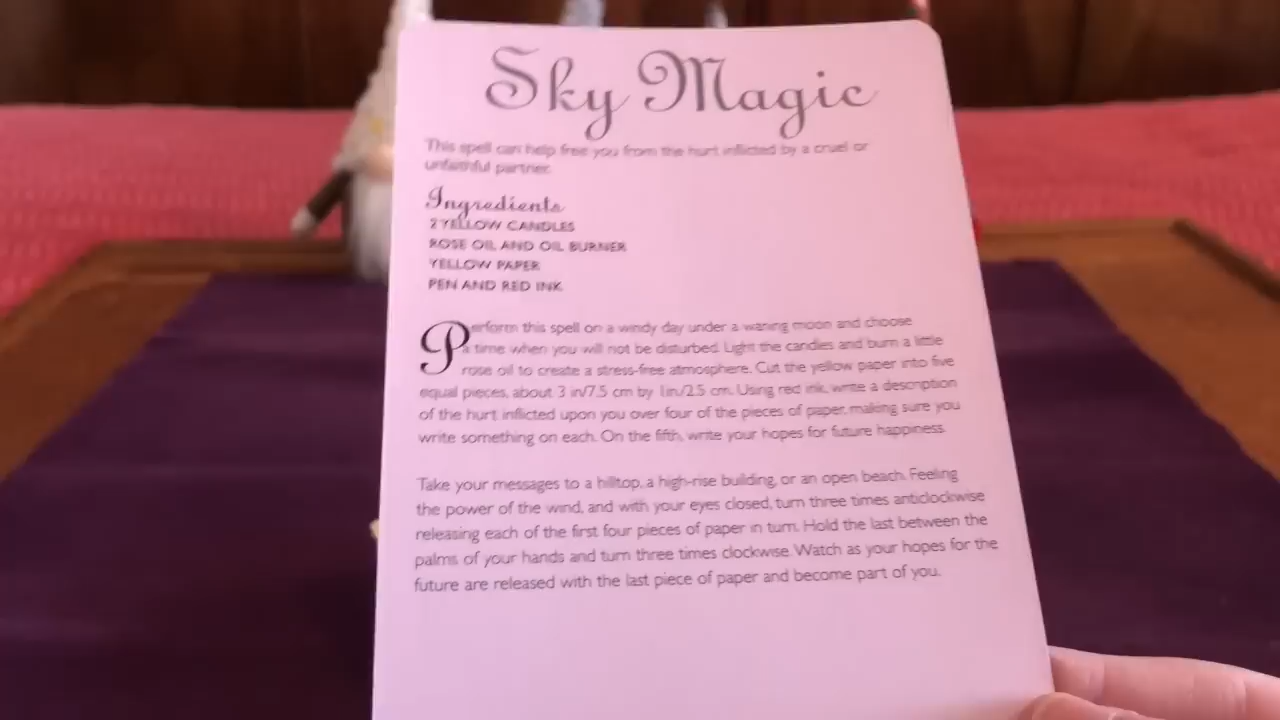 Sky Magic
This spell can help free you from the hurt inflicted by a cruel or
unfaithful partner.
Ingredients
2 YELLOW CANDLES
ROSE OIL AND OIL BURNER
YELLOW PAPER
PEN AND RED INK
Perform this spell on a windy day under a waning moon and choose
a time when you will not be disturbed. Light the candles and burn a little
rose oil to create a stress-free atmosphere. Cut the yellow paper into five
equal pieces, about 3 in/7.5 cm by 1in/2.5 cm. Using red ink, write a description
of the hurt inflicted upon you over four of the pieces of paper, making sure you
write something on each. On the fifth, write your hopes for future happiness.
Take your messages to a hilltop, a high-rise building, or an open beach. Feeling
the power of the wind, and with your eyes closed, turn three times anticlockwise
releasing each of the first four pieces of paper in turn. Hold the last between the
palms of your hands and turn three times clockwise. Watch as your hopes for the
future are released with the last piece of paper and become part of you.